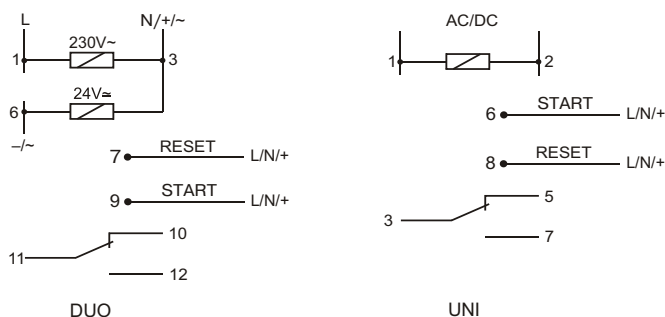 L N/+/~
230V~
1 3
24V≂
6
–/~
7 RESET L/N/+
9 START L/N/+
10
11
12
DUO
AC/DC
1 2
6 START L/N/+
8 RESET L/N/+
5
3
7
UNI